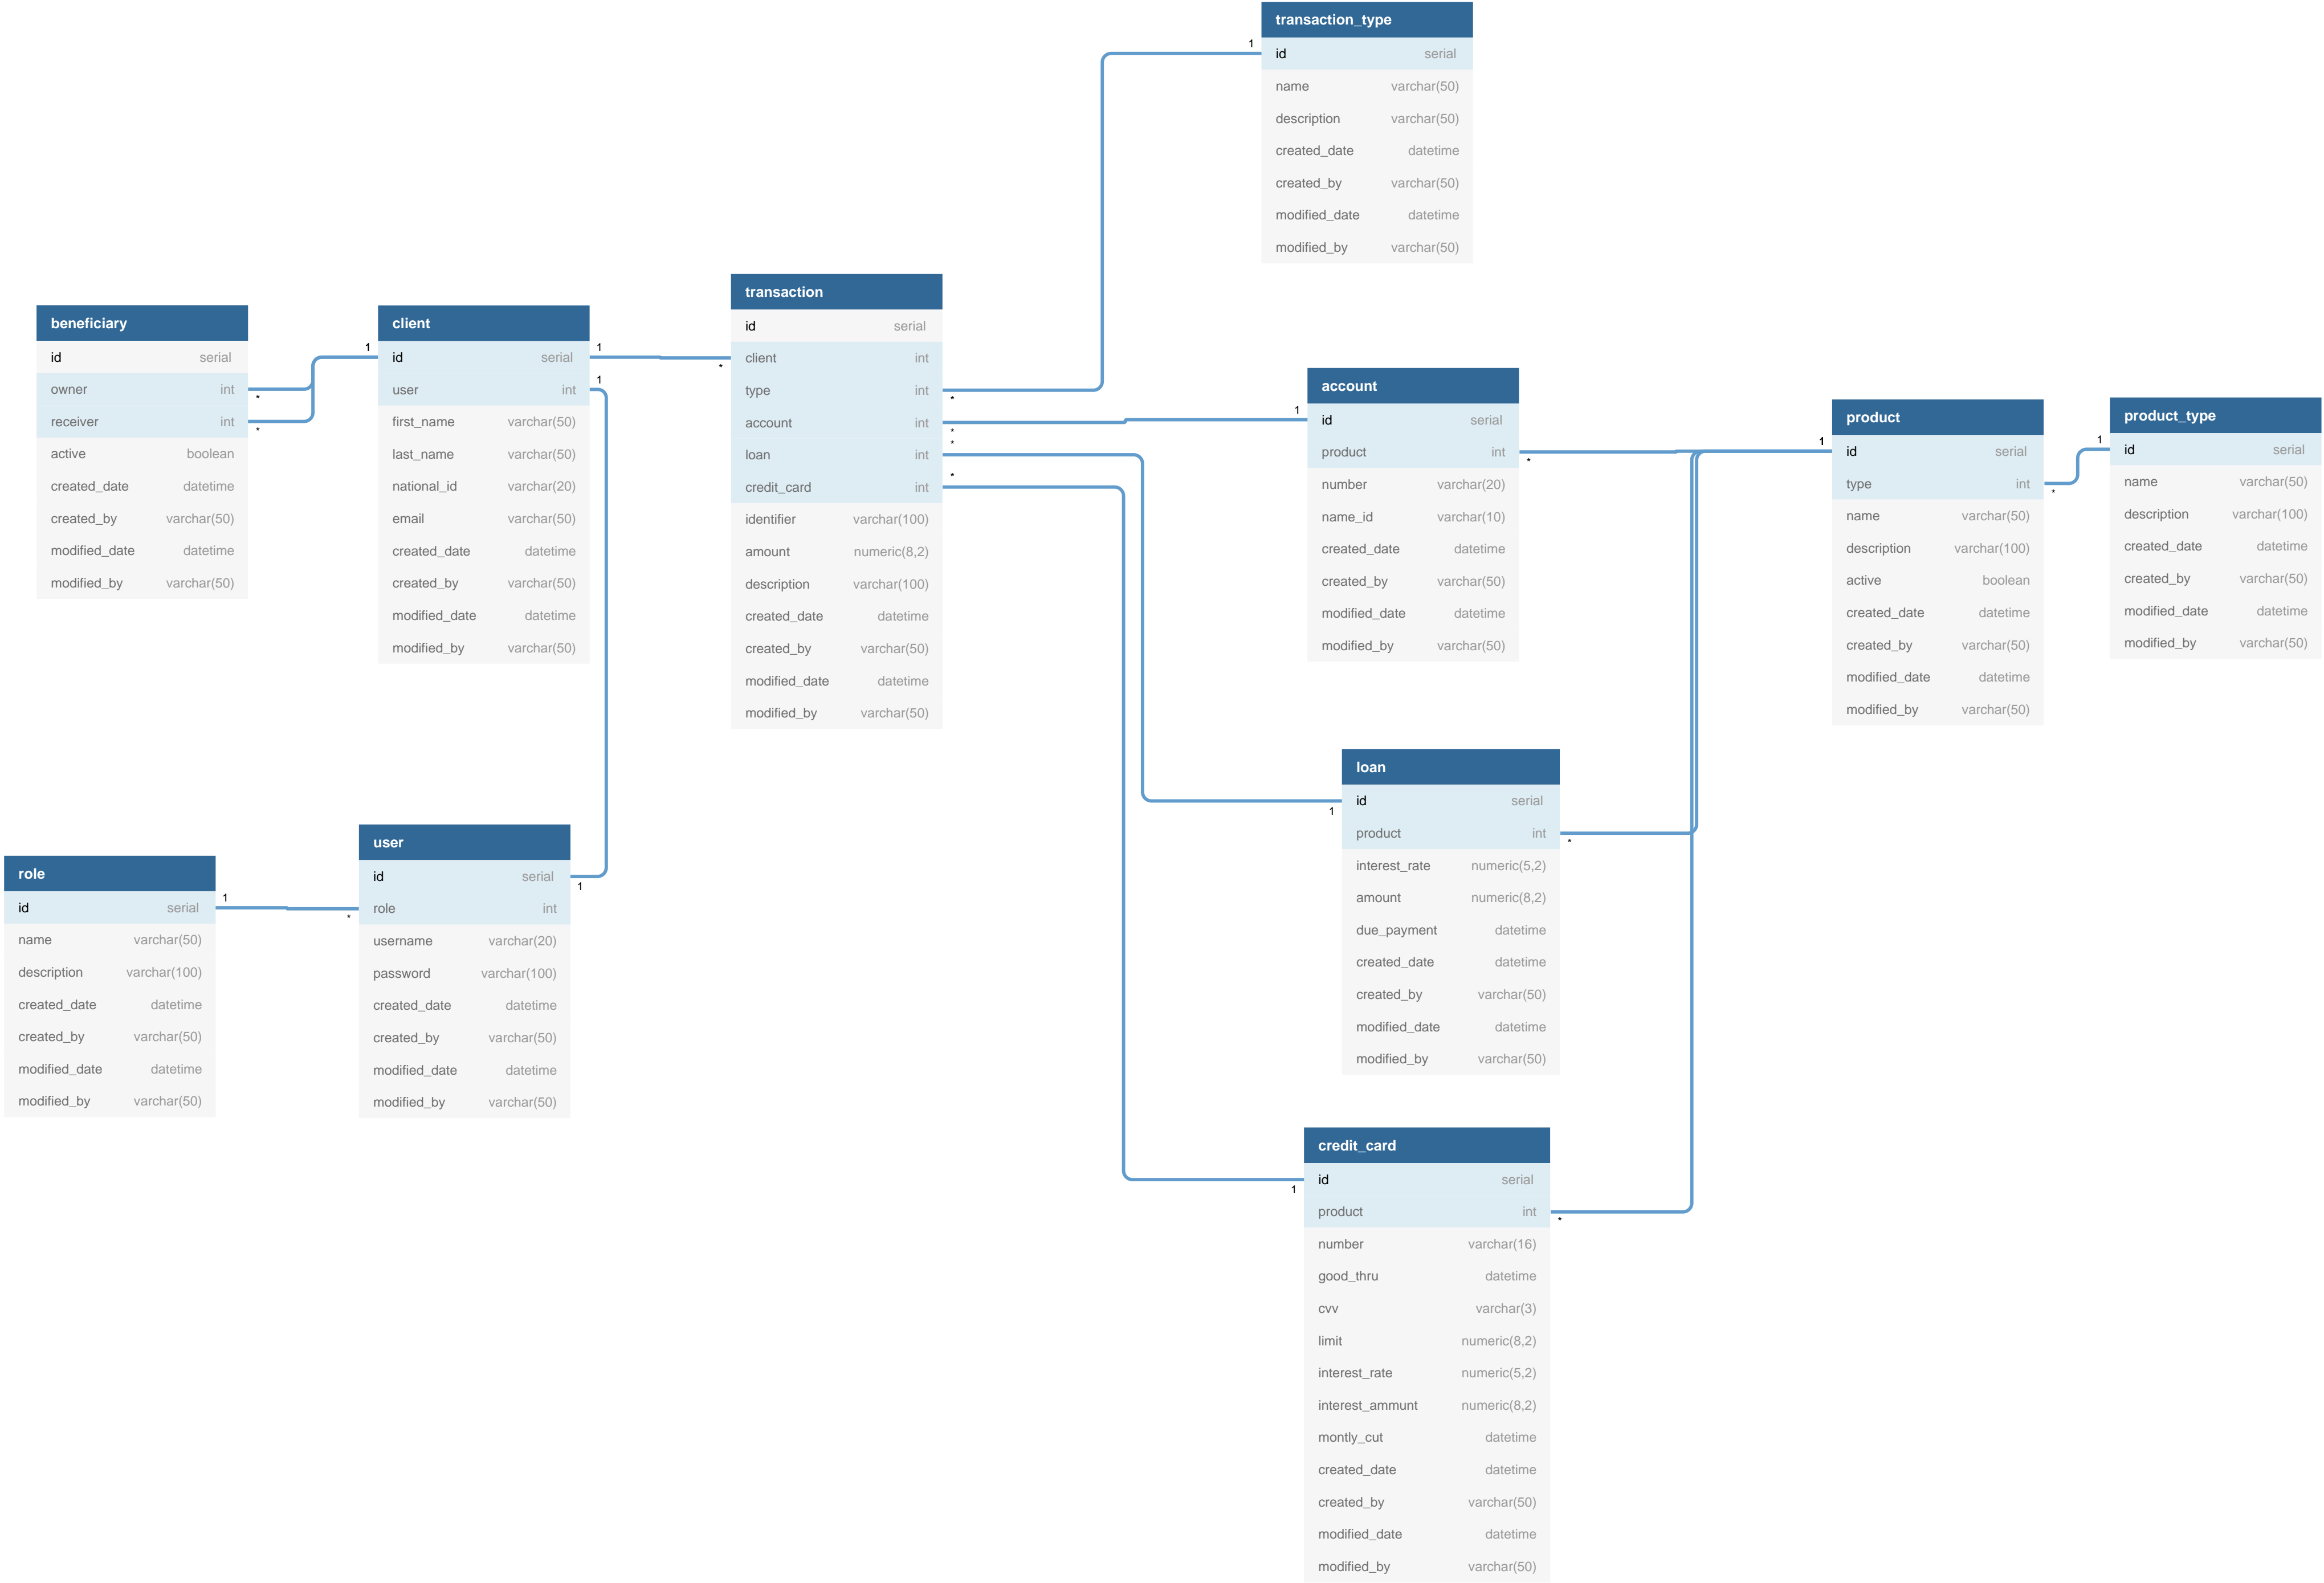 transaction_type
1
id serial
name varchar(50)
description varchar(50)
created_date datetime
created_by varchar(50)
modified_date datetime
modified_by varchar(50)
beneficiary
id serial
owner int
*
receiver int
*
active boolean
created_date datetime
created_by varchar(50)
modified_date datetime
modified_by varchar(50)
client
1
id serial
1
user int
1
first_name varchar(50)
last_name varchar(50)
national_id varchar(20)
email varchar(50)
created_date datetime
created_by varchar(50)
modified_date datetime
modified_by varchar(50)
transaction
id serial
client int
*
type int
*
account int
*
*
loan int
*
credit_card int
identifier varchar(100)
amount numeric(8,2)
description varchar(100)
created_date datetime
created_by varchar(50)
modified_date datetime
modified_by varchar(50)
account
1
id serial
product int
*
number varchar(20)
name_id varchar(10)
created_date datetime
created_by varchar(50)
modified_date datetime
modified_by varchar(50)
product
1
id serial
type int
*
name varchar(50)
description varchar(100)
active boolean
created_date datetime
created_by varchar(50)
modified_date datetime
modified_by varchar(50)
product_type
1
id serial
name varchar(50)
description varchar(100)
created_date datetime
created_by varchar(50)
modified_date datetime
modified_by varchar(50)
loan
id serial
1
product int
*
interest_rate numeric(5,2)
amount numeric(8,2)
due_payment datetime
created_date datetime
created_by varchar(50)
modified_date datetime
modified_by varchar(50)
role
id serial
1
name varchar(50)
description varchar(100)
created_date datetime
created_by varchar(50)
modified_date datetime
modified_by varchar(50)
user
id serial
1
role int
*
username varchar(20)
password varchar(100)
created_date datetime
created_by varchar(50)
modified_date datetime
modified_by varchar(50)
credit_card
id serial
1
product int
*
number varchar(16)
good_thru datetime
cvv varchar(3)
limit numeric(8,2)
interest_rate numeric(5,2)
interest_ammunt numeric(8,2)
montly_cut datetime
created_date datetime
created_by varchar(50)
modified_date datetime
modified_by varchar(50)